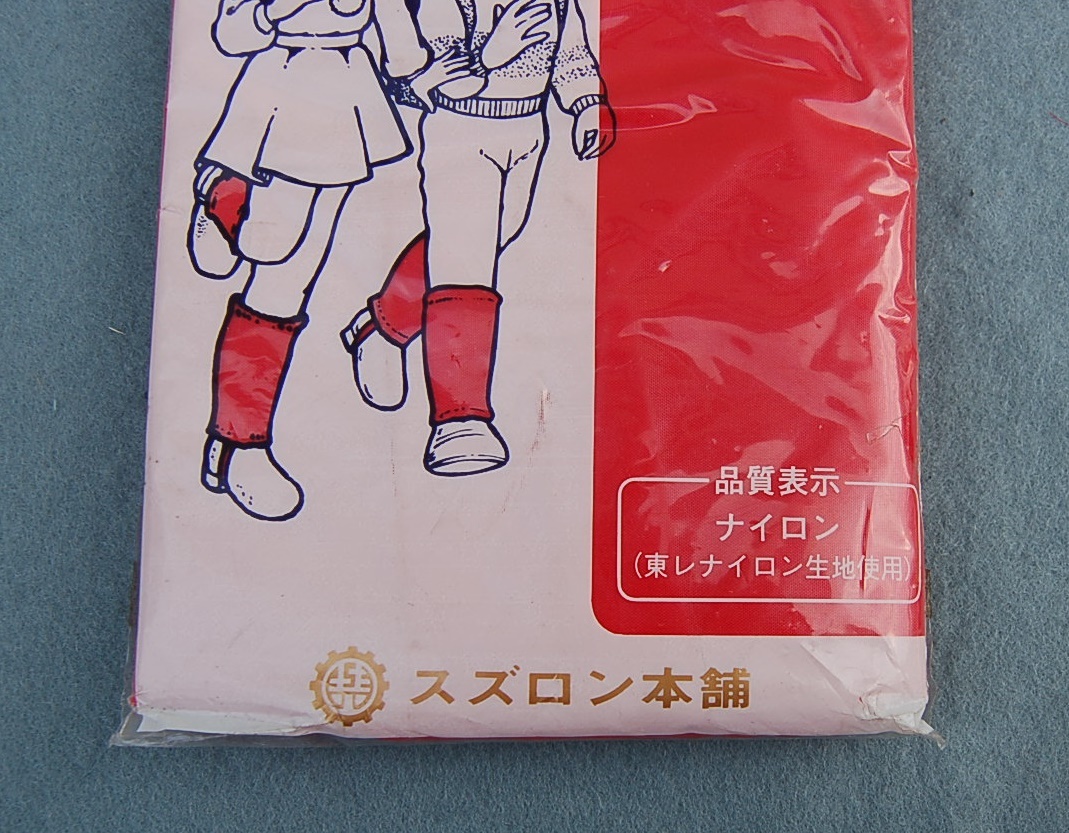 品質表示
ナイロン
(東レナイロン生地使用)
スズロン本舗